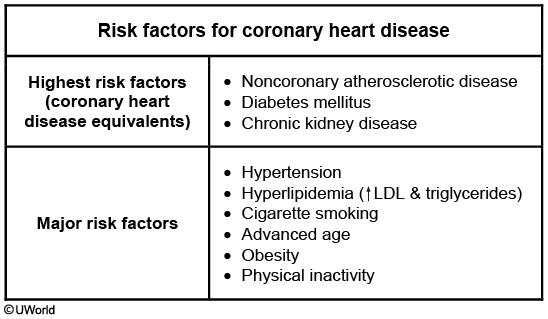 Risk factors for coronary heart disease
Highest risk factors
(coronary heart
disease equivalents)
• Noncoronary atherosclerotic disease
• Diabetes mellitus
• Chronic kidney disease
Major risk factors
• Hypertension
• Hyperlipidemia (↑LDL & triglycerides)
• Cigarette smoking
• Advanced age
• Obesity
• Physical inactivity
©UWorld